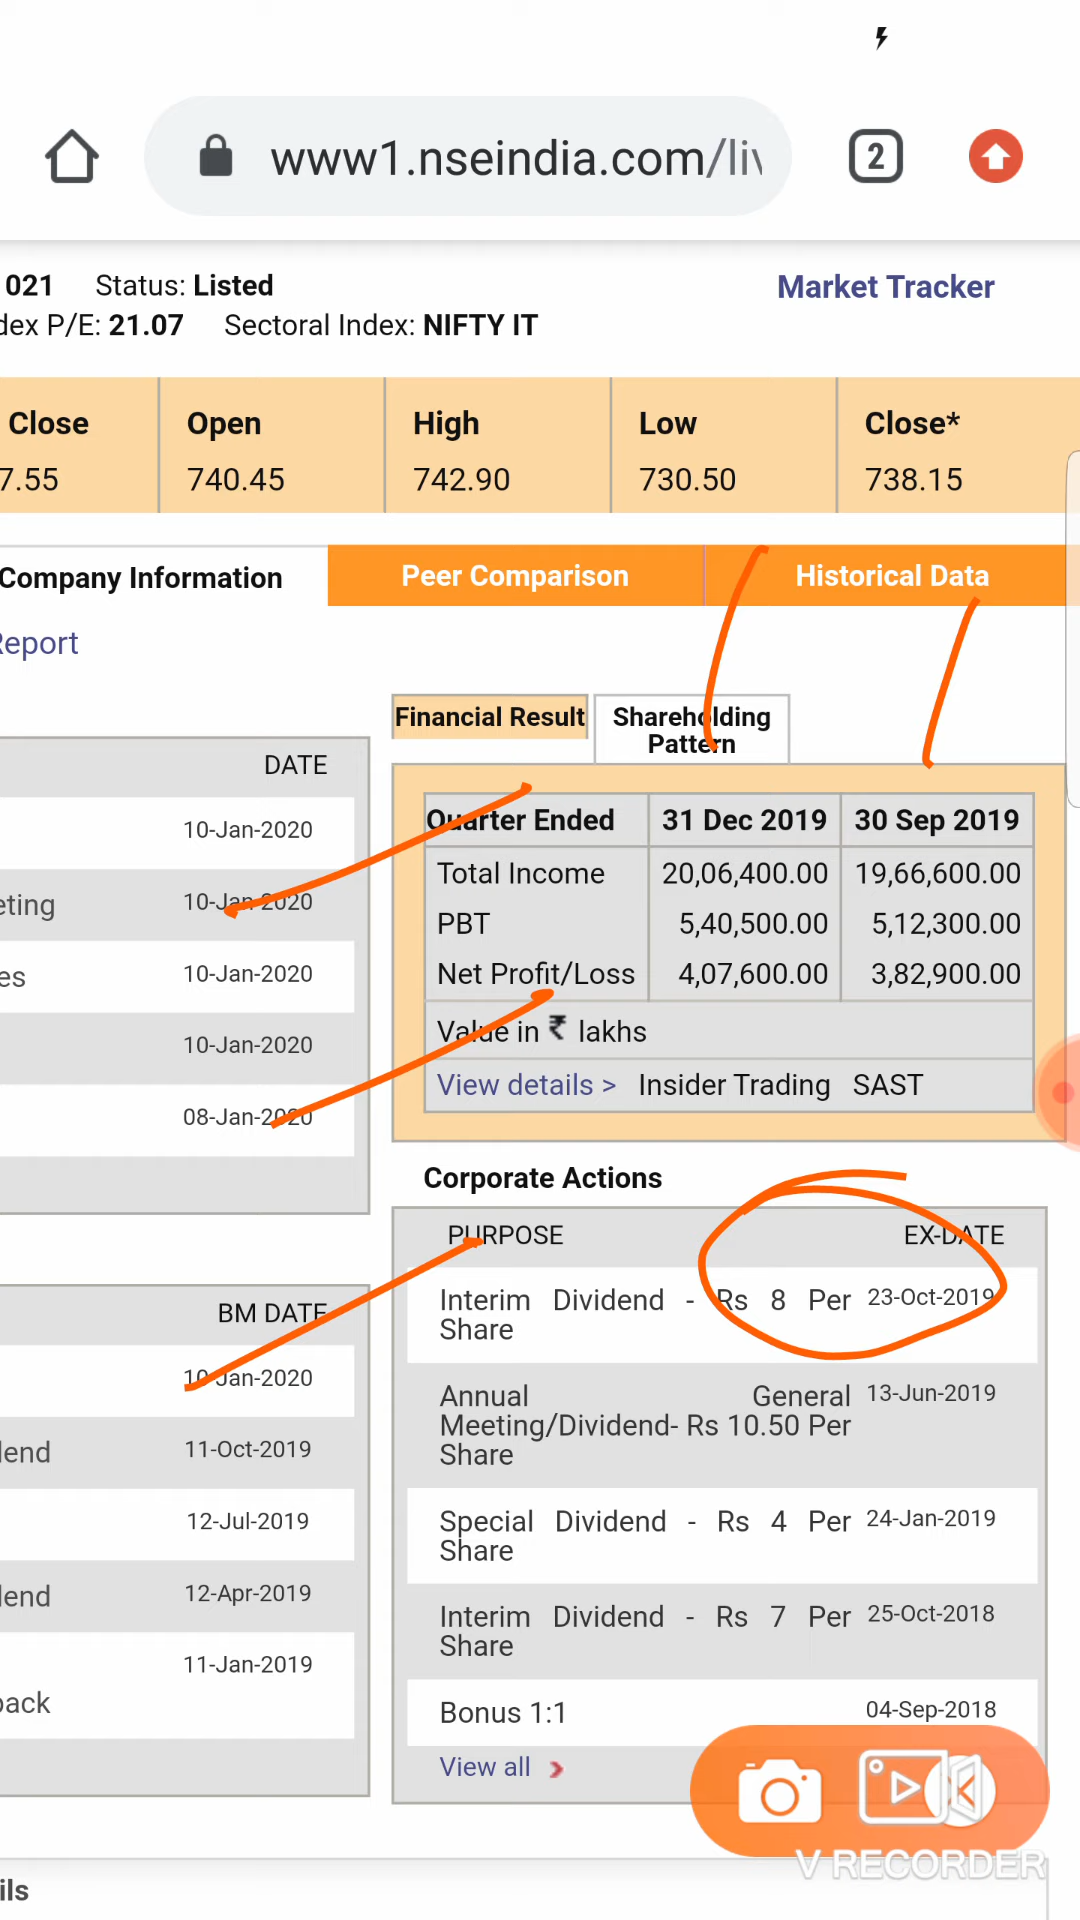 www1.nseindia.com/liv
2
021 Status: Listed
Market Tracker
dex P/E: 21.07 Sectoral Index: NIFTY IT
Close Open High Low Close*
7.55 740.45 742.90 730.50 738.15
Company Information Peer Comparison Historical Data
Report
Financial Result Shareholding Pattern
DATE
10-Jan-2020
eting 10-Jan-2020
es 10-Jan-2020
10-Jan-2020
08-Jan-2020
Quarter Ended 31 Dec 2019 30 Sep 2019
Total Income 20,06,400.00 19,66,600.00
PBT 5,40,500.00 5,12,300.00
Net Profit/Loss 4,07,600.00 3,82,900.00
Value in ₹ lakhs
View details > Insider Trading SAST
Corporate Actions
PURPOSE EX-DATE
Interim Dividend - Rs 8 Per 23-Oct-2019
Share
Annual General 13-Jun-2019
Meeting/Dividend- Rs 10.50 Per
Share
Special Dividend - Rs 4 Per 24-Jan-2019
Share
Interim Dividend - Rs 7 Per 25-Oct-2018
Share
Bonus 1:1 04-Sep-2018
View all
BM DATE
10-Jan-2020
dend 11-Oct-2019
12-Jul-2019
dend 12-Apr-2019
11-Jan-2019
back
V RECORDER
ils